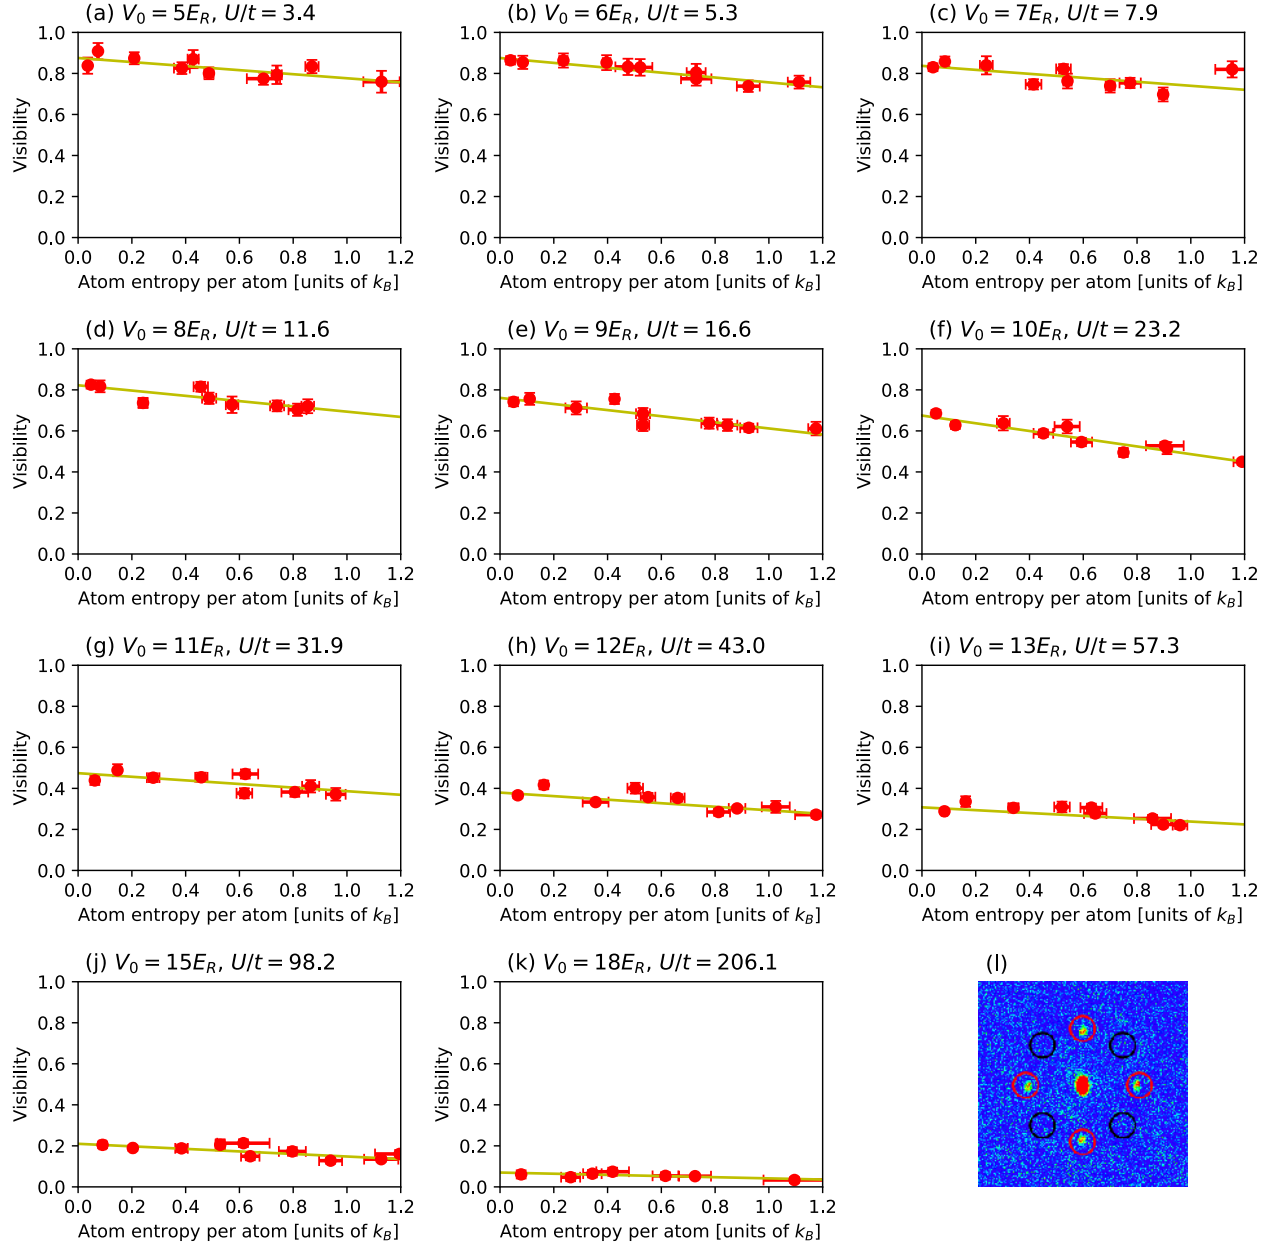 (a) V₀ = 5E_R, U/t = 3.4
(b) V₀ = 6E_R, U/t = 5.3
(c) V₀ = 7E_R, U/t = 7.9
Visibility
1.0
0.8
0.6
0.4
0.2
0.0
0.0 0.2 0.4 0.6 0.8 1.0 1.2
Atom entropy per atom [units of k_B]
Visibility
1.0
0.8
0.6
0.4
0.2
0.0
0.0 0.2 0.4 0.6 0.8 1.0 1.2
Atom entropy per atom [units of k_B]
Visibility
1.0
0.8
0.6
0.4
0.2
0.0
0.0 0.2 0.4 0.6 0.8 1.0 1.2
Atom entropy per atom [units of k_B]
(d) V₀ = 8E_R, U/t = 11.6
(e) V₀ = 9E_R, U/t = 16.6
(f) V₀ = 10E_R, U/t = 23.2
Visibility
1.0
0.8
0.6
0.4
0.2
0.0
0.0 0.2 0.4 0.6 0.8 1.0 1.2
Atom entropy per atom [units of k_B]
Visibility
1.0
0.8
0.6
0.4
0.2
0.0
0.0 0.2 0.4 0.6 0.8 1.0 1.2
Atom entropy per atom [units of k_B]
Visibility
1.0
0.8
0.6
0.4
0.2
0.0
0.0 0.2 0.4 0.6 0.8 1.0 1.2
Atom entropy per atom [units of k_B]
(g) V₀ = 11E_R, U/t = 31.9
(h) V₀ = 12E_R, U/t = 43.0
(i) V₀ = 13E_R, U/t = 57.3
Visibility
1.0
0.8
0.6
0.4
0.2
0.0
0.0 0.2 0.4 0.6 0.8 1.0 1.2
Atom entropy per atom [units of k_B]
Visibility
1.0
0.8
0.6
0.4
0.2
0.0
0.0 0.2 0.4 0.6 0.8 1.0 1.2
Atom entropy per atom [units of k_B]
Visibility
1.0
0.8
0.6
0.4
0.2
0.0
0.0 0.2 0.4 0.6 0.8 1.0 1.2
Atom entropy per atom [units of k_B]
(j) V₀ = 15E_R, U/t = 98.2
(k) V₀ = 18E_R, U/t = 206.1
(l)
Visibility
1.0
0.8
0.6
0.4
0.2
0.0
0.0 0.2 0.4 0.6 0.8 1.0 1.2
Atom entropy per atom [units of k_B]
Visibility
1.0
0.8
0.6
0.4
0.2
0.0
0.0 0.2 0.4 0.6 0.8 1.0 1.2
Atom entropy per atom [units of k_B]